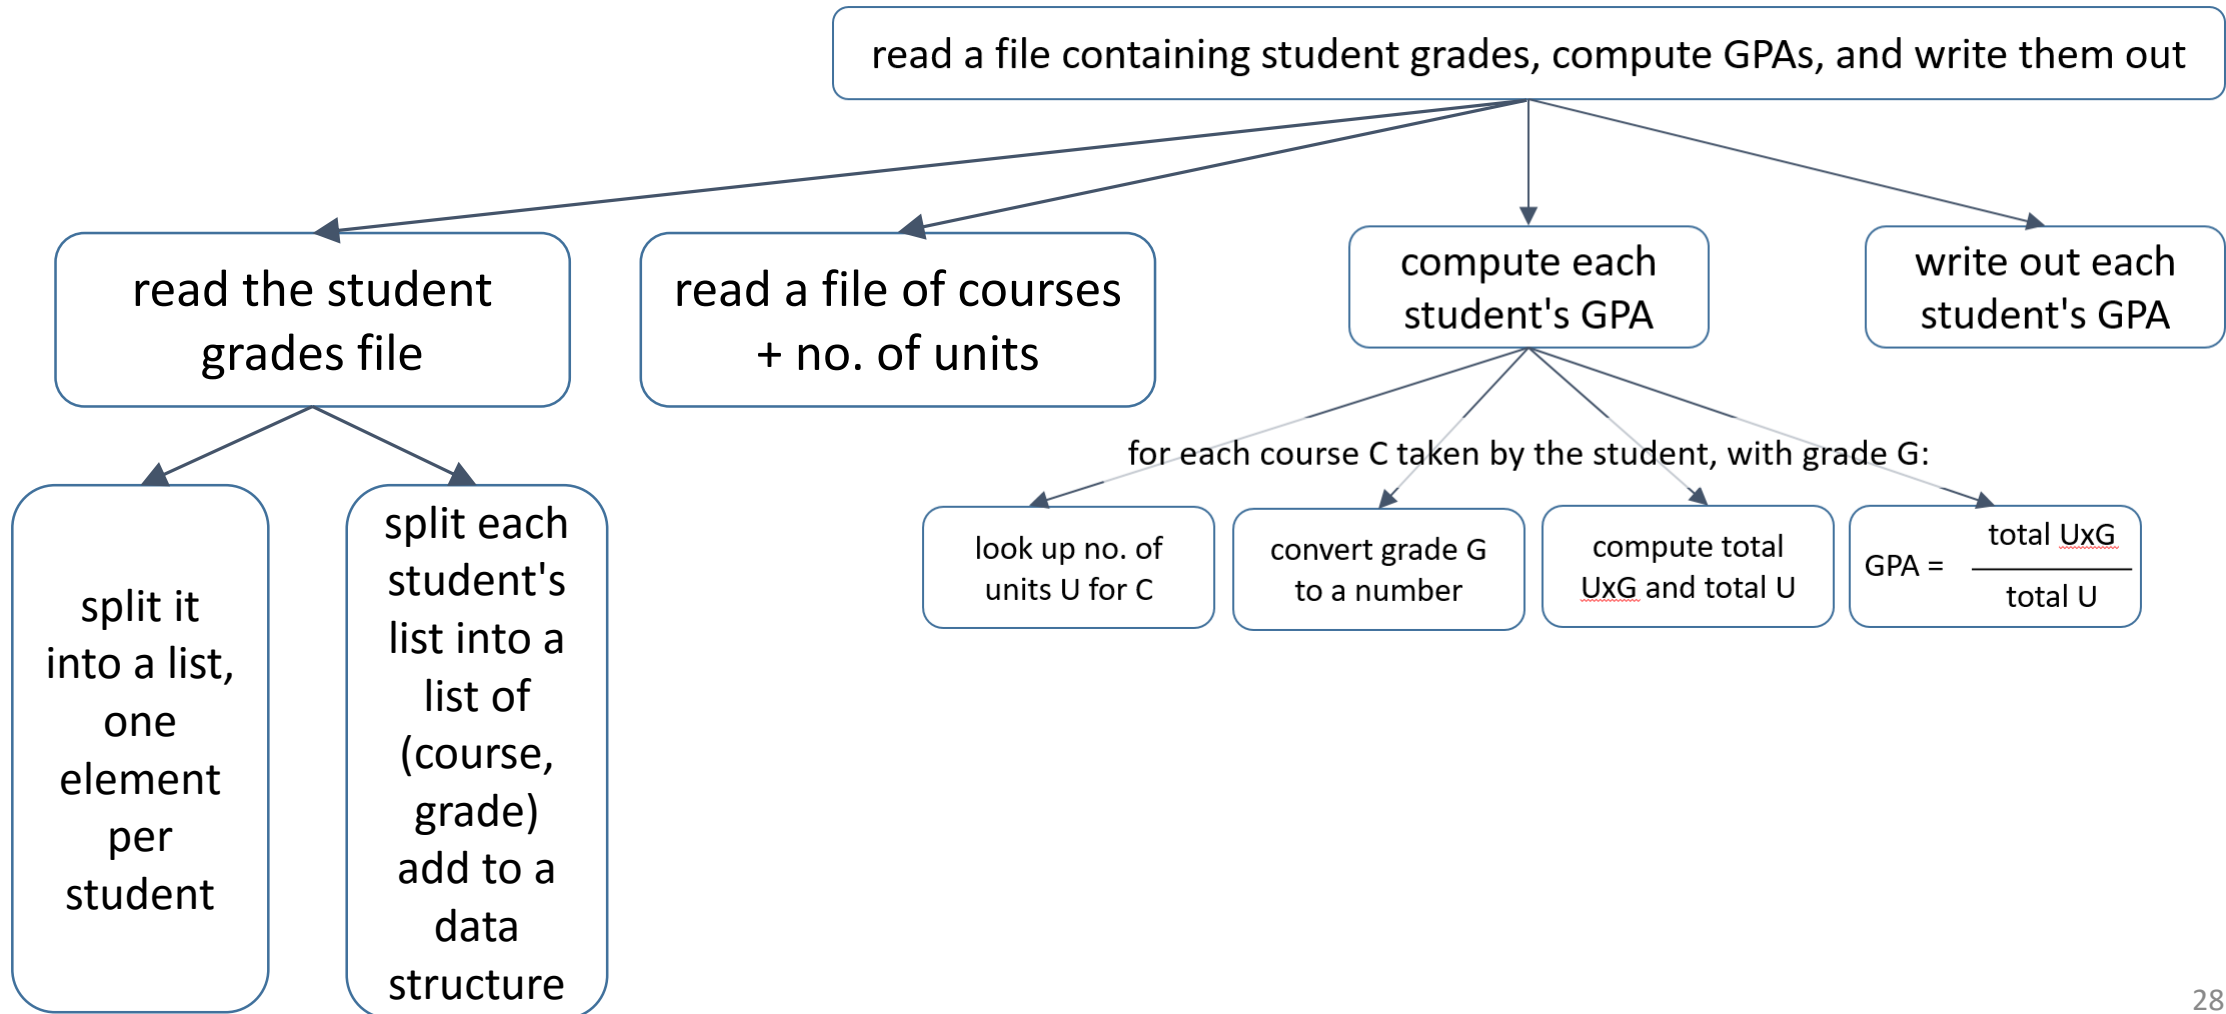 read a file containing student grades, compute GPAs, and write them out
read the student
grades file
read a file of courses
+ no. of units
compute each
student's GPA
write out each
student's GPA
for each course C taken by the student, with grade G:
split it
into a list,
one
element
per
student
split each
student's
list into a
list of
(course,
grade)
add to a
data
structure
look up no. of
units U for C
convert grade G
to a number
compute total
UxG and total U
GPA =
total UxG
total U
28